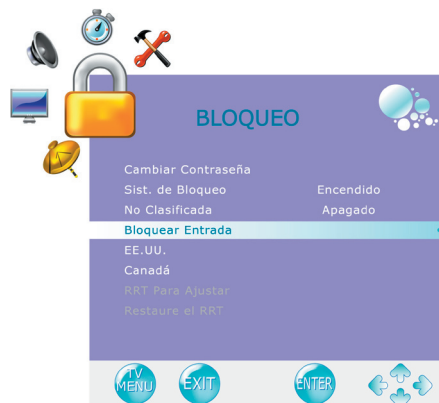 BLOQUEO
Cambiar Contraseña
Sist. de Bloqueo Encendido
No Clasificada Apagado
Bloquear Entrada
EE.UU.
Canadá
RRT Para Ajustar
Restaure el RRT
TV MENU EXIT ENTER